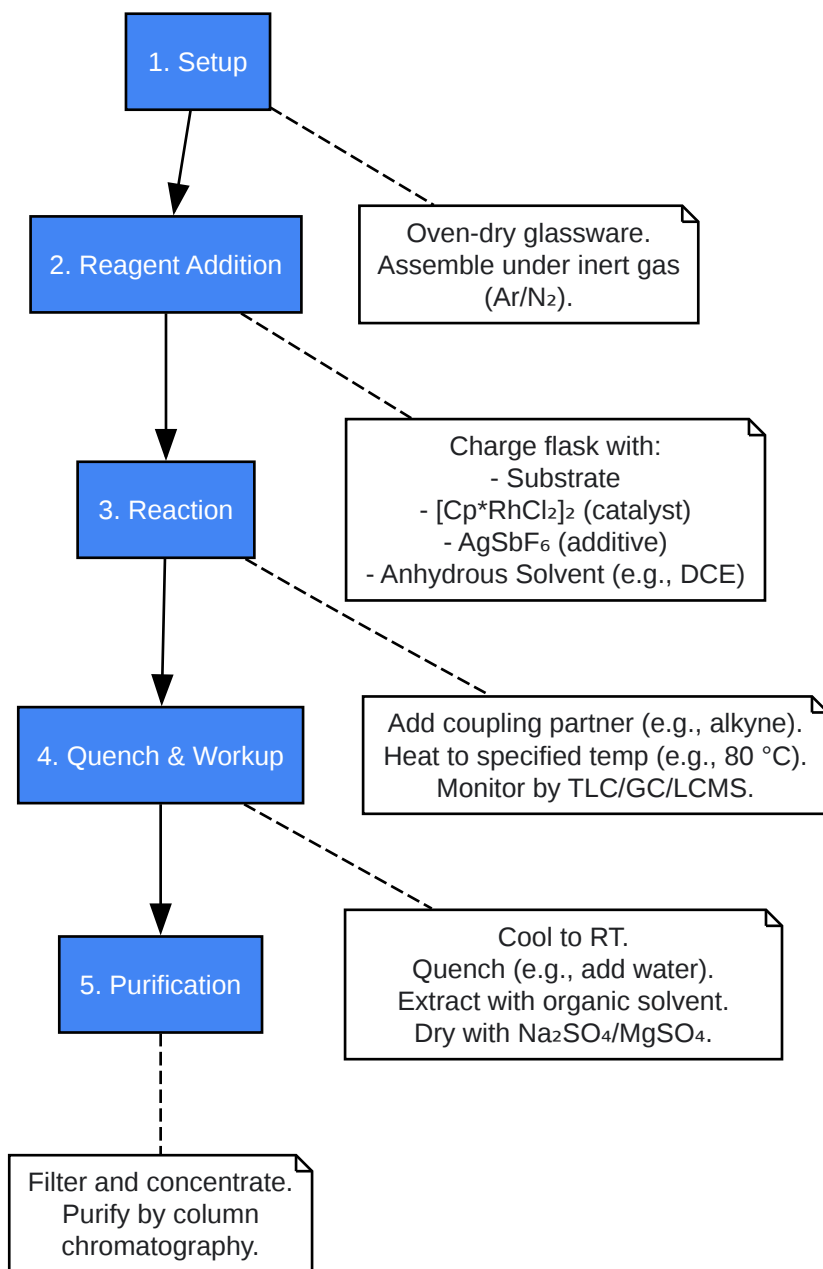 1. Setup
Oven-dry glassware.
Assemble under inert gas
(Ar/N₂).
2. Reagent Addition
Charge flask with:
- Substrate
- [Cp*RhCl₂]₂ (catalyst)
- AgSbF₆ (additive)
- Anhydrous Solvent (e.g., DCE)
3. Reaction
Add coupling partner (e.g., alkyne).
Heat to specified temp (e.g., 80 °C).
Monitor by TLC/GC/LCMS.
4. Quench & Workup
Cool to RT.
Quench (e.g., add water).
Extract with organic solvent.
Dry with Na₂SO₄/MgSO₄.
5. Purification
Filter and concentrate.
Purify by column
chromatography.